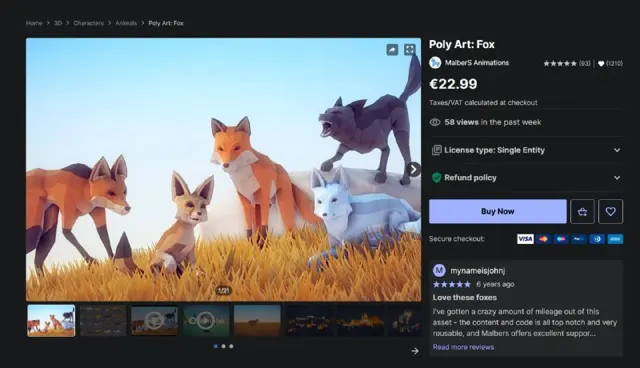 Home > 3D > Characters > Animals > Poly Art: Fox
Poly Art: Fox
MalberS Animations
(93) | (1210)
€22.99
Taxes/VAT calculated at checkout
58 views in the past week
License type: Single Entity
Refund policy
Buy Now
Secure checkout:
VISA
1/21
M
mynameisjohnj
6 years ago
Love these foxes
I've gotten a crazy amount of mileage out of this
asset - the content and code is all top notch and very
reusable, and Malbers offers excellent suppor...
Read more reviews